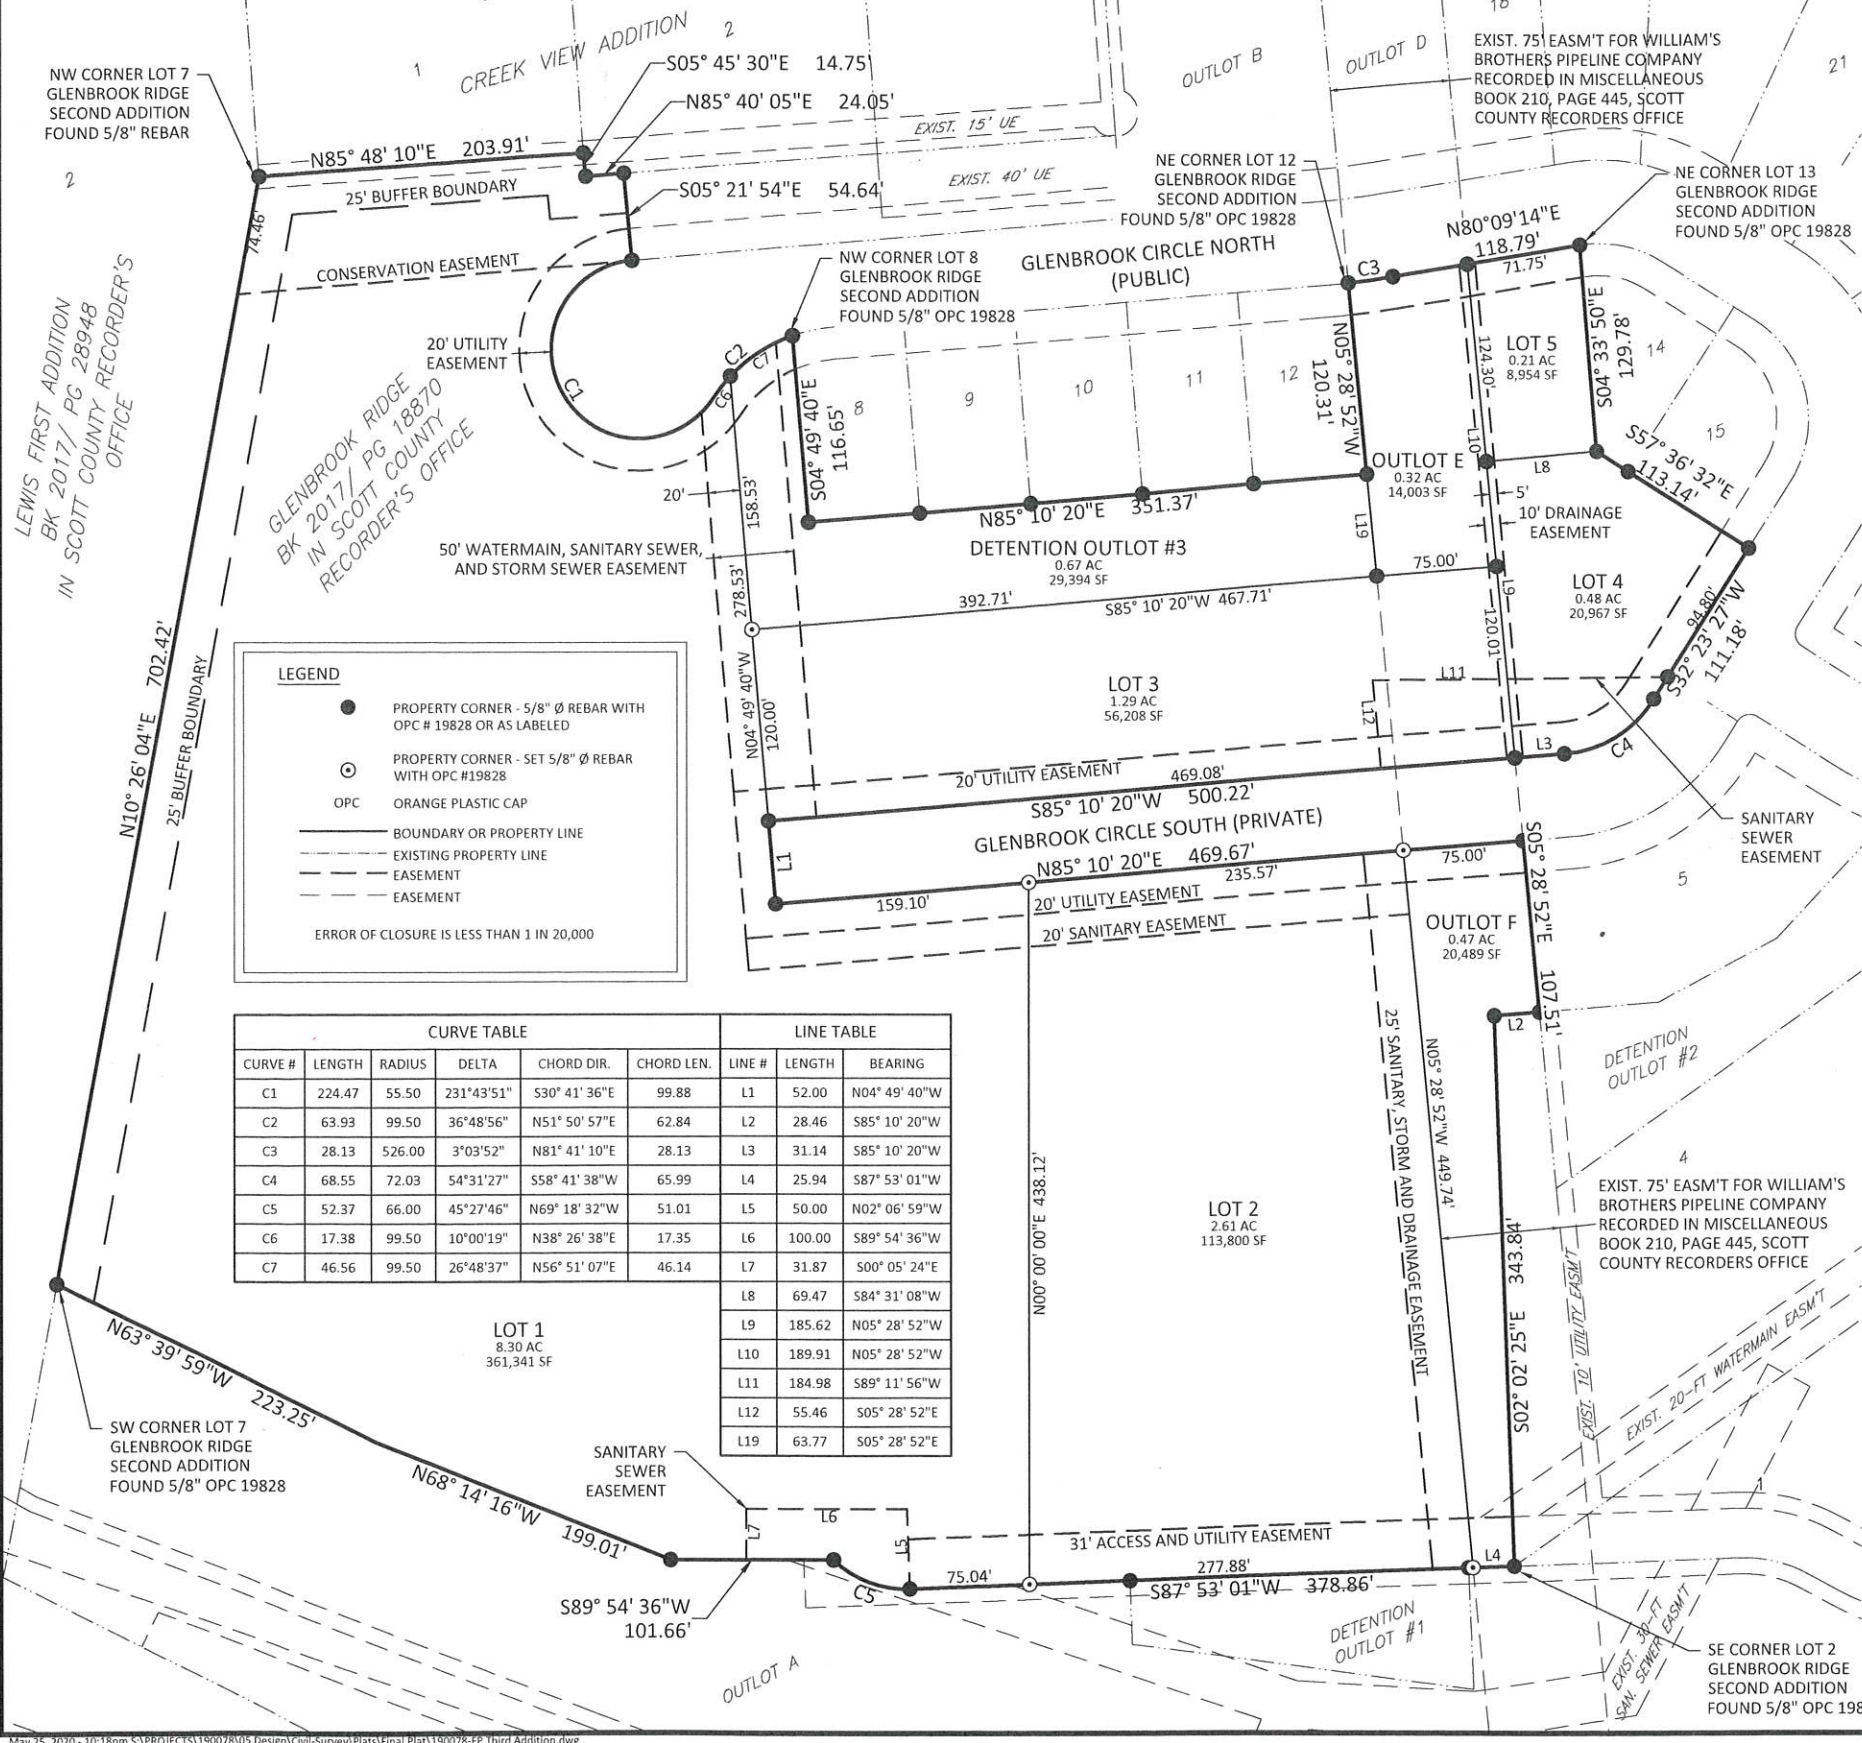 NW CORNER LOT 7
GLENBROOK RIDGE
SECOND ADDITION
FOUND 5/8" REBAR
2
1
CREEK VIEW ADDITION
2
S05° 45' 30"E 14.75'
N85° 40' 05"E 24.05'
N85° 48' 10"E 203.91'
S05° 21' 54"E 54.64'
EXIST. 15' UE
EXIST. 40' UE
OUTLOT B
OUTLOT D
EXIST. 75' EASM'T FOR WILLIAM'S
BROTHERS PIPELINE COMPANY
RECORDED IN MISCELLANEOUS
BOOK 210, PAGE 445, SCOTT
COUNTY RECORDERS OFFICE
21
NE CORNER LOT 12
GLENBROOK RIDGE
SECOND ADDITION
FOUND 5/8" OPC 19828
NE CORNER LOT 13
GLENBROOK RIDGE
SECOND ADDITION
FOUND 5/8" OPC 19828
25' BUFFER BOUNDARY
CONSERVATION EASEMENT
74.46'
NW CORNER LOT 8
GLENBROOK RIDGE
SECOND ADDITION
FOUND 5/8" OPC 19828
GLENBROOK CIRCLE NORTH
(PUBLIC)
C3
N80°09'14"E
118.79'
71.75'
LEWIS FIRST ADDITION
BK 2017/ PG 28948
IN SCOTT COUNTY RECORDER'S
OFFICE
GLENBROOK RIDGE
BK 2017/ PG 18870
IN SCOTT COUNTY
RECORDER'S OFFICE
20' UTILITY
EASEMENT
C1
C2
C7
C6
S04° 49' 40"E
116.65'
8
9
10
11
12
N05° 28' 52"W
120.31'
124.30'
LOT 5
0.21 AC
8,954 SF
S04° 33' 50"E
129.78'
14
15
L10
L8
S57° 36' 32"E
113.14'
OUTLOT E
0.32 AC
14,003 SF
5'
10' DRAINAGE
EASEMENT
20'
158.53'
278.53'
N85° 10' 20"E 351.37'
50' WATERMAIN, SANITARY SEWER,
AND STORM SEWER EASEMENT
DETENTION OUTLOT #3
0.67 AC
29,394 SF
L19
75.00'
392.71'
S85° 10' 20"W 467.71'
L9
LOT 4
0.48 AC
20,967 SF
94.80'
S32° 23' 27"W
111.18'
120.01'
LOT 3
1.29 AC
56,208 SF
L11
L12
N04° 49' 40"W
120.00'
L3
C4
20' UTILITY EASEMENT
469.08'
S85° 10' 20"W 500.22'
GLENBROOK CIRCLE SOUTH (PRIVATE)
L1
N85° 10' 20"E 469.67'
75.00'
159.10'
235.57'
20' UTILITY EASEMENT
20' SANITARY EASEMENT
SANITARY
SEWER
EASEMENT
5
S05° 28' 52"E 107.51'
OUTLOT F
0.47 AC
20,489 SF
L2
DETENTION
OUTLOT #2
N10° 26' 04"E 702.42'
25' BUFFER BOUNDARY
LEGEND
PROPERTY CORNER - 5/8" Ø REBAR WITH
OPC # 19828 OR AS LABELED
PROPERTY CORNER - SET 5/8" Ø REBAR
WITH OPC #19828
OPC ORANGE PLASTIC CAP
BOUNDARY OR PROPERTY LINE
EXISTING PROPERTY LINE
EASEMENT
EASEMENT
ERROR OF CLOSURE IS LESS THAN 1 IN 20,000
CURVE TABLE LINE TABLE
CURVE # LENGTH RADIUS DELTA CHORD DIR. CHORD LEN. LINE # LENGTH BEARING
C1 224.47 55.50 231°43'51" S30° 41' 36"E 99.88 L1 52.00 N04° 49' 40"W
C2 63.93 99.50 36°48'56" N51° 50' 57"E 62.84 L2 28.46 S85° 10' 20"W
C3 28.13 526.00 3°03'52" N81° 41' 10"E 28.13 L3 31.14 S85° 10' 20"W
C4 68.55 72.03 54°31'27" S58° 41' 38"W 65.99 L4 25.94 S87° 53' 01"W
C5 52.37 66.00 45°27'46" N69° 18' 32"W 51.01 L5 50.00 N02° 06' 59"W
C6 17.38 99.50 10°00'19" N38° 26' 38"E 17.35 L6 100.00 S89° 54' 36"W
C7 46.56 99.50 26°48'37" N56° 51' 07"E 46.14 L7 31.87 S00° 05' 24"E
L8 69.47 S84° 31' 08"W
L9 185.62 N05° 28' 52"W
L10 189.91 N05° 28' 52"W
L11 184.98 S89° 11' 56"W
L12 55.46 S05° 28' 52"E
L19 63.77 S05° 28' 52"E
25' SANITARY, STORM AND DRAINAGE EASEMENT
N05° 28' 52"W 449.74'
N00° 00' 00"E 438.12'
LOT 2
2.61 AC
113,800 SF
4
EXIST. 75' EASM'T FOR WILLIAM'S
BROTHERS PIPELINE COMPANY
RECORDED IN MISCELLANEOUS
BOOK 210, PAGE 445, SCOTT
COUNTY RECORDERS OFFICE
S02° 02' 25"E 343.84'
EXIST. 10' UTILITY EASM'T
EXIST. 20-FT WATERMAIN EASM'T
1
N63° 39' 59"W 223.25'
LOT 1
8.30 AC
361,341 SF
SW CORNER LOT 7
GLENBROOK RIDGE
SECOND ADDITION
FOUND 5/8" OPC 19828
N68° 14' 16"W 199.01'
SANITARY
SEWER
EASEMENT
L6
L7
L5
31' ACCESS AND UTILITY EASEMENT
L4
C5
75.04'
277.88'
S87° 53' 01"W 378.86'
S89° 54' 36"W
101.66'
DETENTION
OUTLOT #1
OUTLOT A
EXIST. 30-FT
SAN. SEWER EASM'T
SE CORNER LOT 2
GLENBROOK RIDGE
SECOND ADDITION
FOUND 5/8" OPC 198
May 25, 2020 - 10:18pm S:\PROJECTS\190078\05 Design\Civil-Survey\Plats\Final Plat\190078-FP Third Addition.dwg